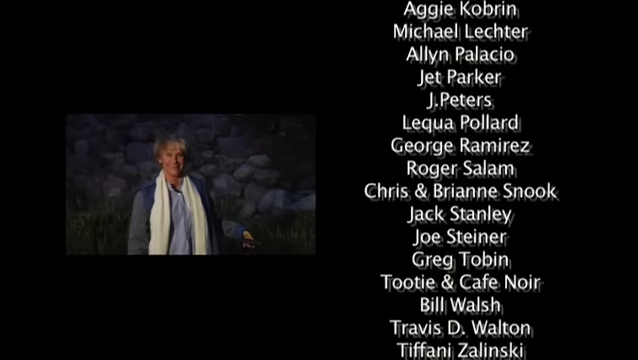 Aggie Kobrin
Michael Lechter
Allyn Palacio
Jet Parker
J.Peters
Lequa Pollard
George Ramirez
Roger Salam
Chris & Brianne Snook
Jack Stanley
Joe Steiner
Greg Tobin
Tootie & Cafe Noir
Bill Walsh
Travis D. Walton
Tiffani Zalinski